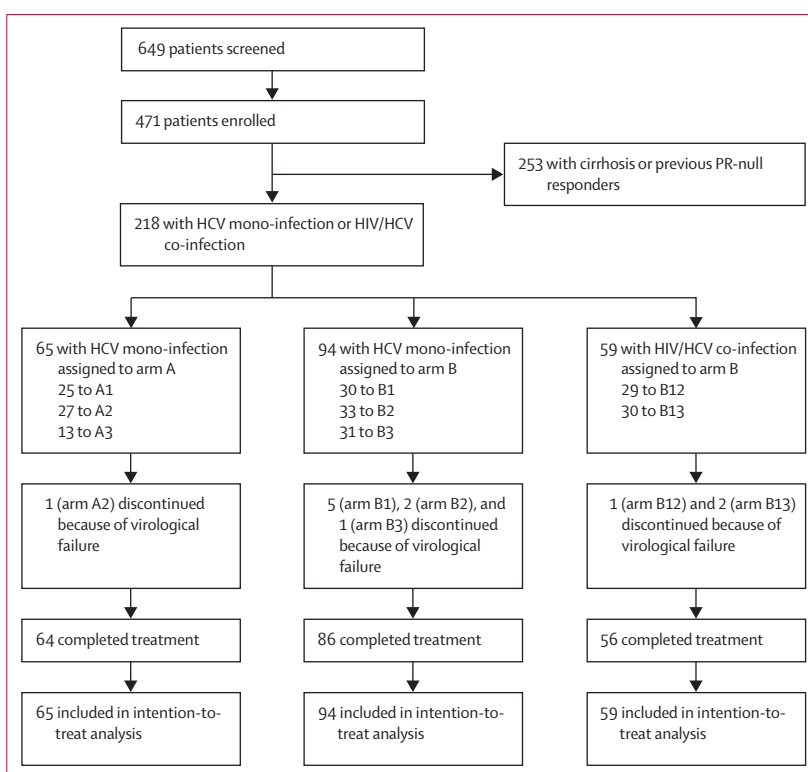 649 patients screened
471 patients enrolled
253 with cirrhosis or previous PR-null
responders
218 with HCV mono-infection or HIV/HCV
co-infection
65 with HCV mono-infection
assigned to arm A
25 to A1
27 to A2
13 to A3
94 with HCV mono-infection
assigned to arm B
30 to B1
33 to B2
31 to B3
59 with HIV/HCV co-infection
assigned to arm B
29 to B12
30 to B13
1 (arm A2) discontinued
because of virological
failure
5 (arm B1), 2 (arm B2), and
1 (arm B3) discontinued
because of virological
failure
1 (arm B12) and 2 (arm B13)
discontinued because of
virological failure
64 completed treatment
86 completed treatment
56 completed treatment
65 included in intention-to-
treat analysis
94 included in intention-to-
treat analysis
59 included in intention-to-
treat analysis